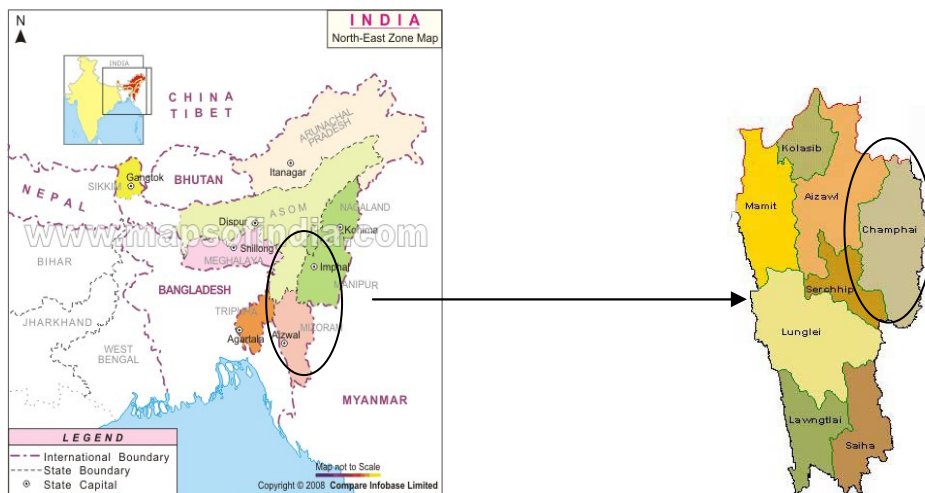 N
INDIA
North-East Zone Map
INDIA
CHINA
TIBET
ARUNACHAL
PRADESH
Itanagar
Gangtok
SIKKIM
BHUTAN
NEPAL
ASOM
NAGALAND
Dispur
Kohima
www.mapsofindia.com
Shillong
MEGHALAYA
Imphal
MANIPUR
BIHAR
BANGLADESH
TRIPURA
MIZORAM
JHARKHAND
Agartala
Aizwal
WEST
BENGAL
MYANMAR
LEGEND
International Boundary
State Boundary
State Capital
Map not to Scale
Copyright © 2008 Compare Infobase Limited
Kolasib
Mamit
Aizawl
Champhai
Serchhip
Lunglei
Lawngtlai
Saiha